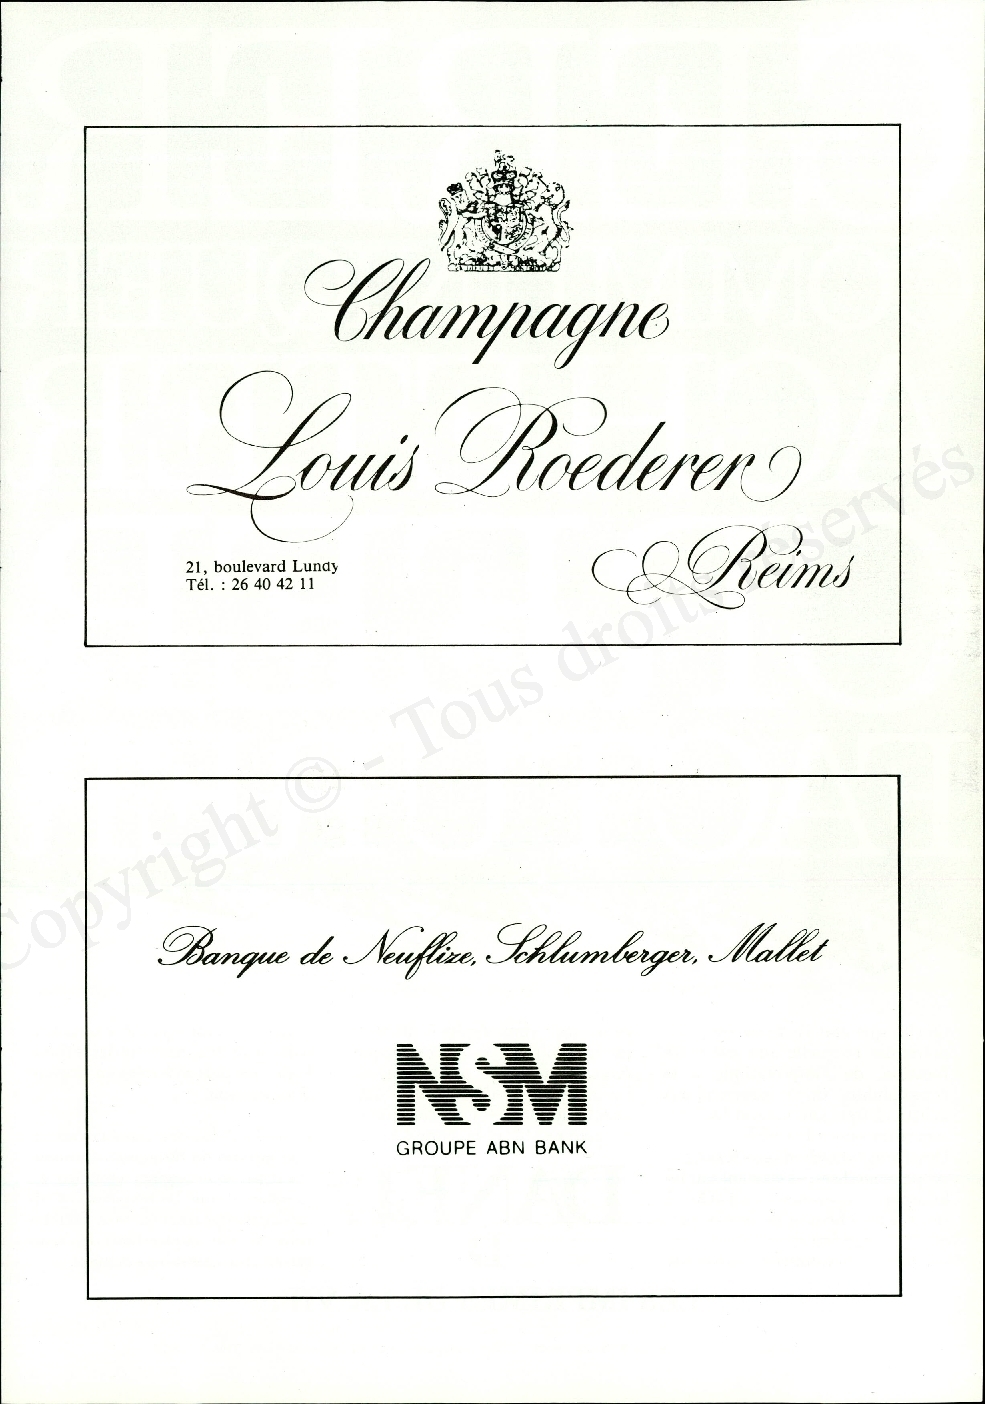 Champagne
Louis Roederer
Reims
21, boulevard Lundy
Tél. : 26 40 42 11
Copyright © - Tous droits réservés
Banque de Neuflize, Schlumberger, Mallet
NSM
GROUPE ABN BANK